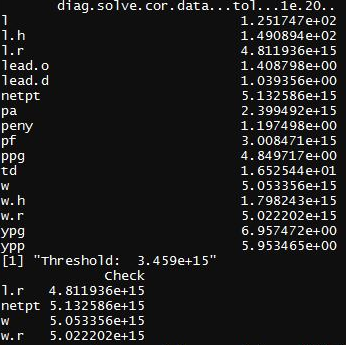 diag.solve.cor.data...tol...1e.20..
l 1.251747e+02
l.h 1.490894e+02
l.r 4.811936e+15
lead.o 1.408798e+00
lead.d 1.039356e+00
netpt 5.132586e+15
pa 2.399492e+15
peny 1.197498e+00
pf 3.008471e+15
ppg 4.849717e+00
td 1.652544e+01
w 5.053356e+15
w.h 1.798243e+15
w.r 5.022202e+15
ypg 6.957472e+00
ypp 5.953465e+00
[1] "Threshold:  3.459e+15"
Check
l.r 4.811936e+15
netpt 5.132586e+15
w 5.053356e+15
w.r 5.022202e+15